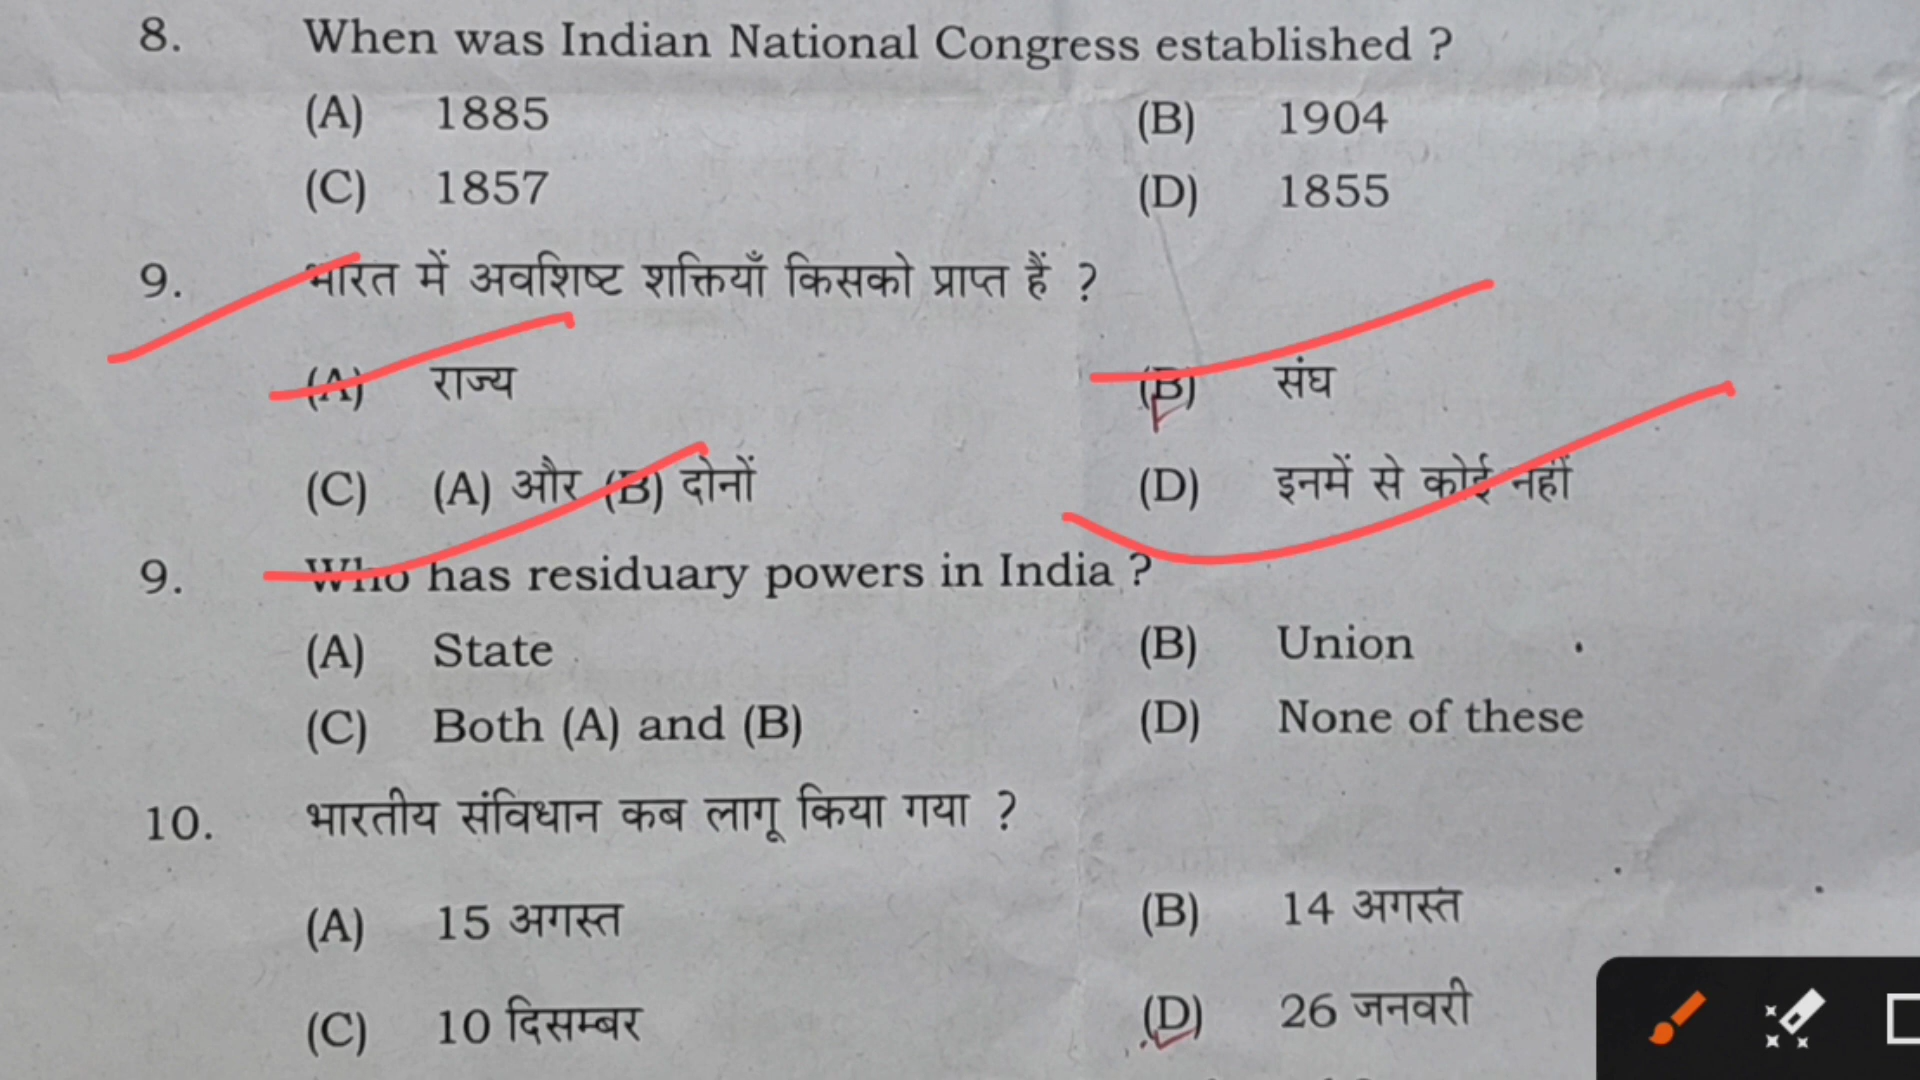 8. When was Indian National Congress established ?
(A) 1885 (B) 1904
(C) 1857 (D) 1855
9. भारत में अवशिष्ट शक्तियाँ किसको प्राप्त हैं ?
(A) राज्य (B) संघ
(C) (A) और (B) दोनों (D) इनमें से कोई नहीं
9. Who has residuary powers in India ?
(A) State (B) Union
(C) Both (A) and (B) (D) None of these
10. भारतीय संविधान कब लागू किया गया ?
(A) 15 अगस्त (B) 14 अगस्त
(C) 10 दिसम्बर (D) 26 जनवरी